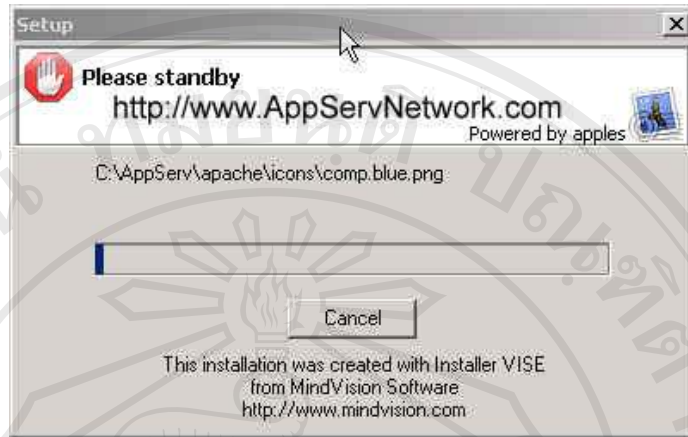 Setup
Please standby
http://www.AppServNetwork.com
Powered by apples
C:\AppServ\apache\icons\comp.blue.png
Cancel
This installation was created with Installer VISE
from MindVision Software
http://www.mindvision.com